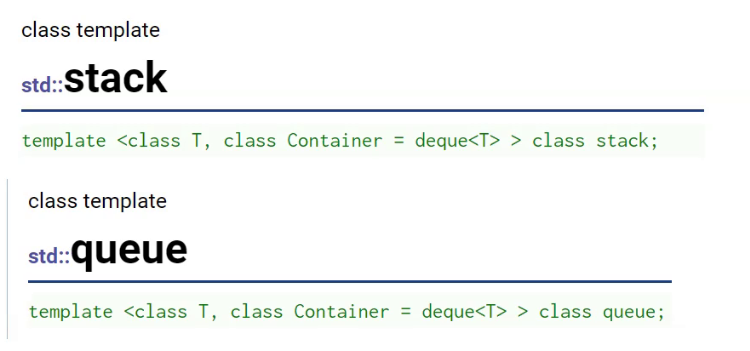 class template
std::stack
template <class T, class Container = deque<T> > class stack;
class template
std::queue
template <class T, class Container = deque<T> > class queue;